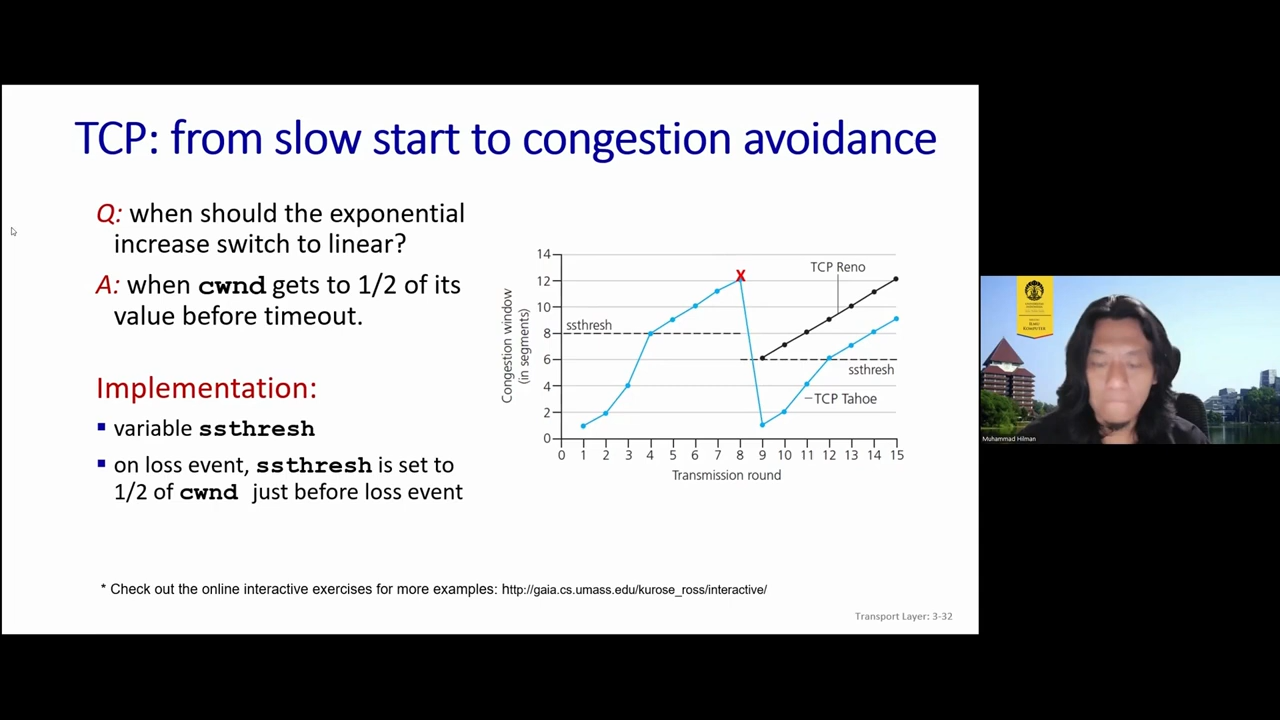 TCP: from slow start to congestion avoidance
Q: when should the exponential
increase switch to linear?
A: when cwnd gets to 1/2 of its
value before timeout.
Implementation:
▪ variable ssthresh
▪ on loss event, ssthresh is set to
1/2 of cwnd just before loss event
Congestion window
(in segments)
14
12
10
8
6
4
2
0
ssthresh
X
TCP Reno
ssthresh
TCP Tahoe
0 1 2 3 4 5 6 7 8 9 10 11 12 13 14 15
Transmission round
* Check out the online interactive exercises for more examples: http://gaia.cs.umass.edu/kurose_ross/interactive/
Transport Layer: 3-32
ILMU
KOMPUTER
Muhammad Hilman